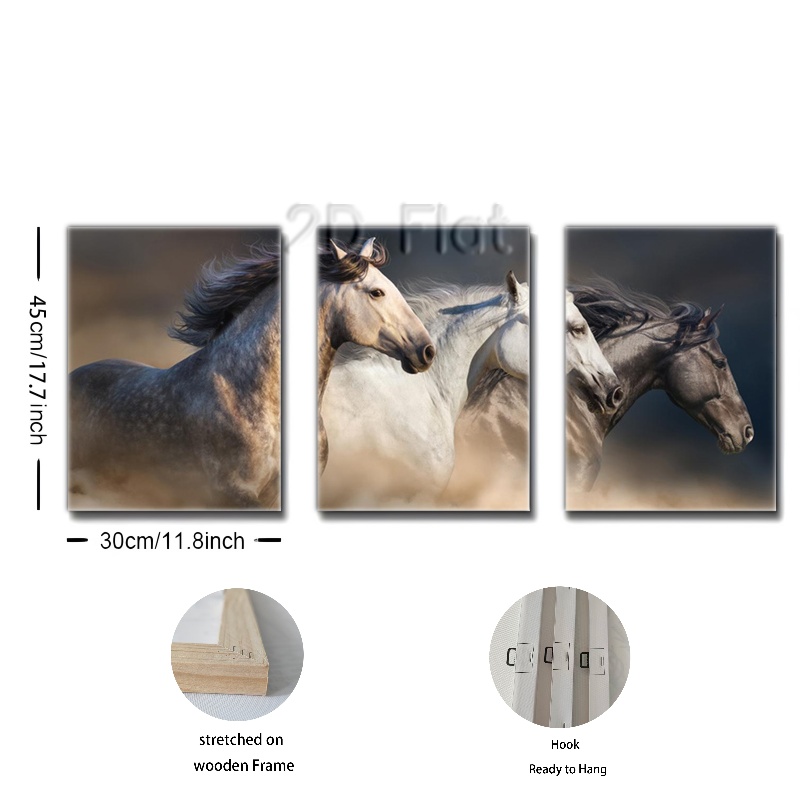 2D Flat
45cm/17.7inch
30cm/11.8inch
stretched on
wooden Frame
Hook
Ready to Hang